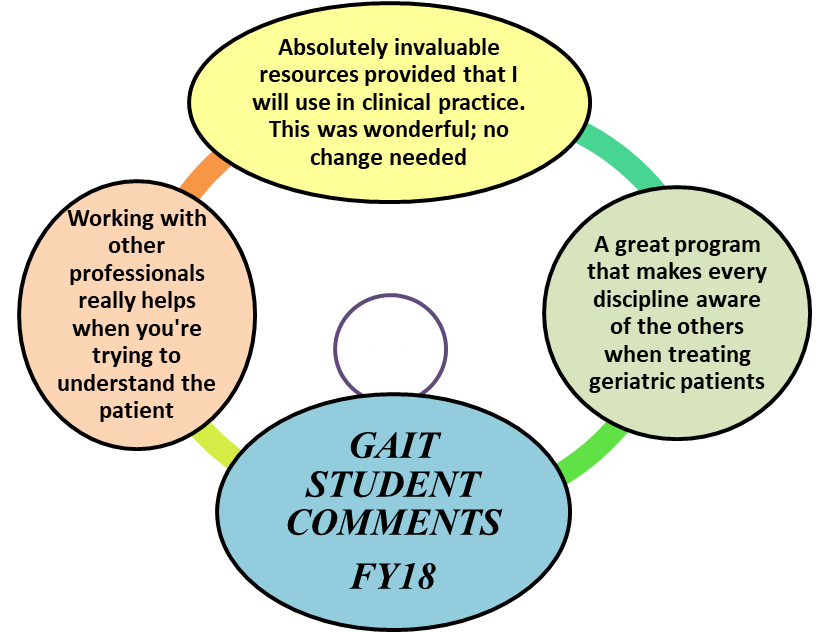 Absolutely invaluable
resources provided that I
will use in clinical practice.
This was wonderful; no
change needed
Working with
other
professionals
really helps
when you're
trying to
understand the
patient
A great program
that makes every
discipline aware
of the others
when treating
geriatric patients
GAIT
STUDENT
COMMENTS
FY18